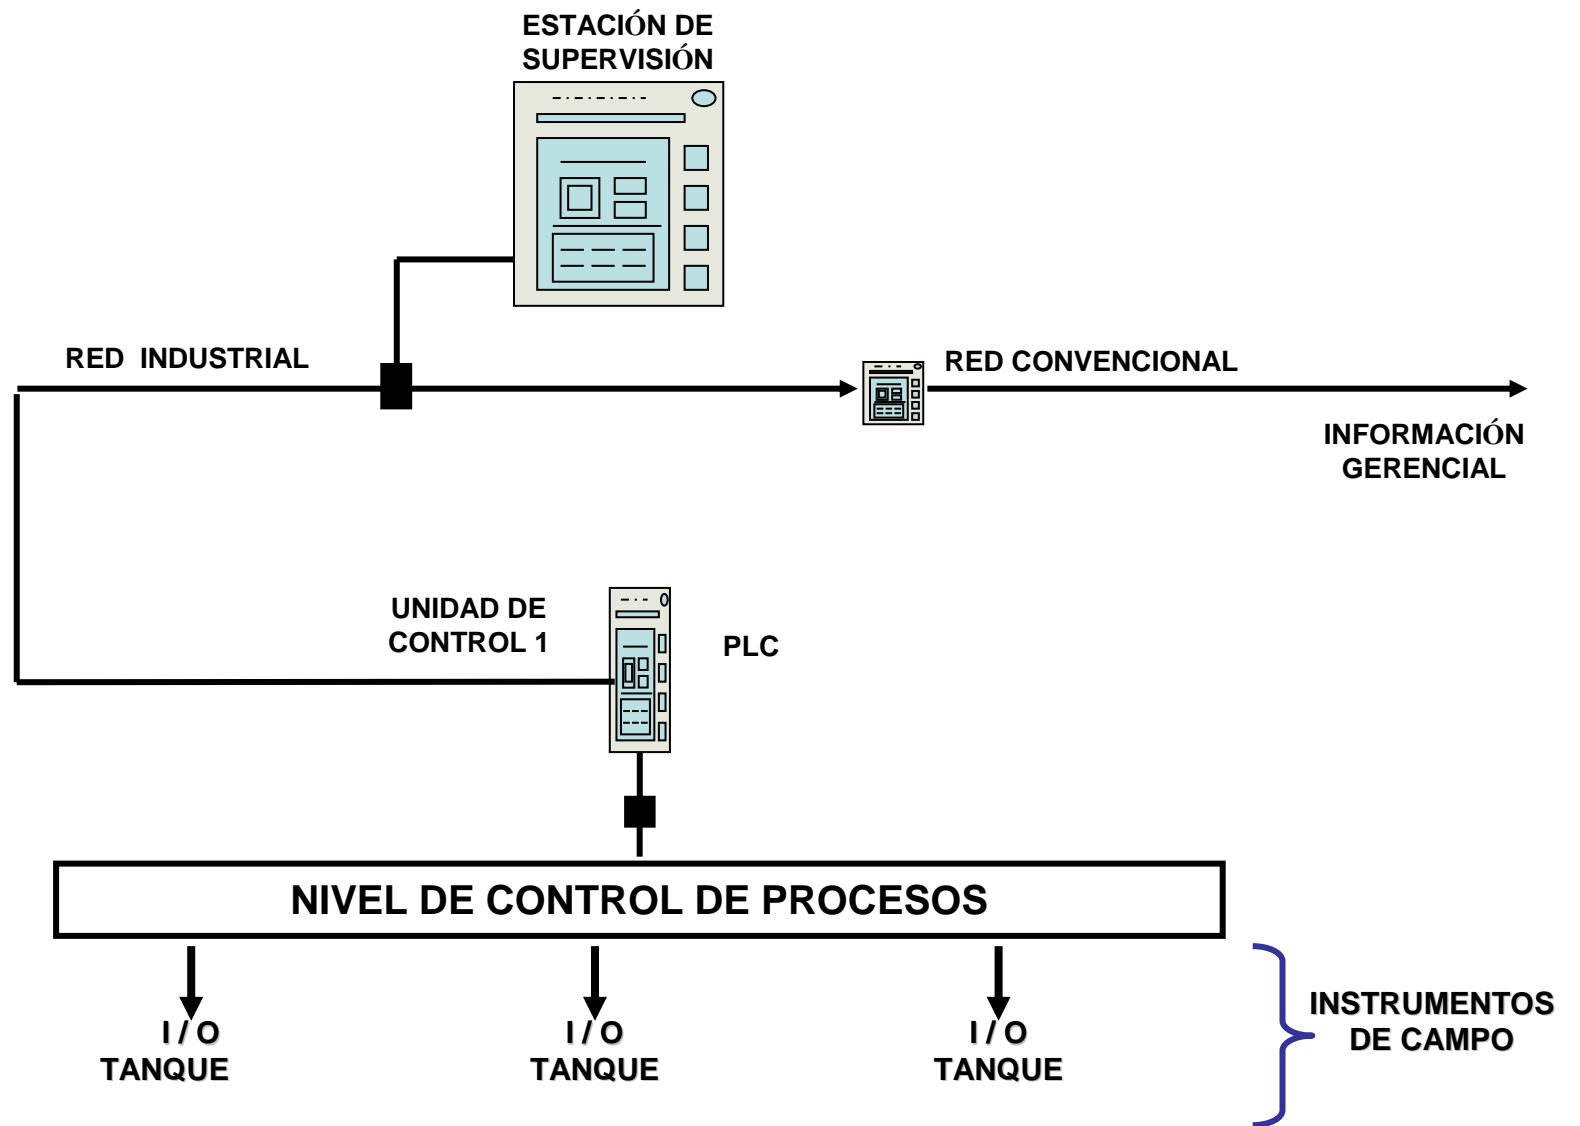 ESTACIÓN DE
SUPERVISIÓN
RED INDUSTRIAL
RED CONVENCIONAL
INFORMACIÓN
GERENCIAL
UNIDAD DE
CONTROL 1
PLC
NIVEL DE CONTROL DE PROCESOS
I / O
TANQUE
I / O
TANQUE
I / O
TANQUE
INSTRUMENTOS
DE CAMPO